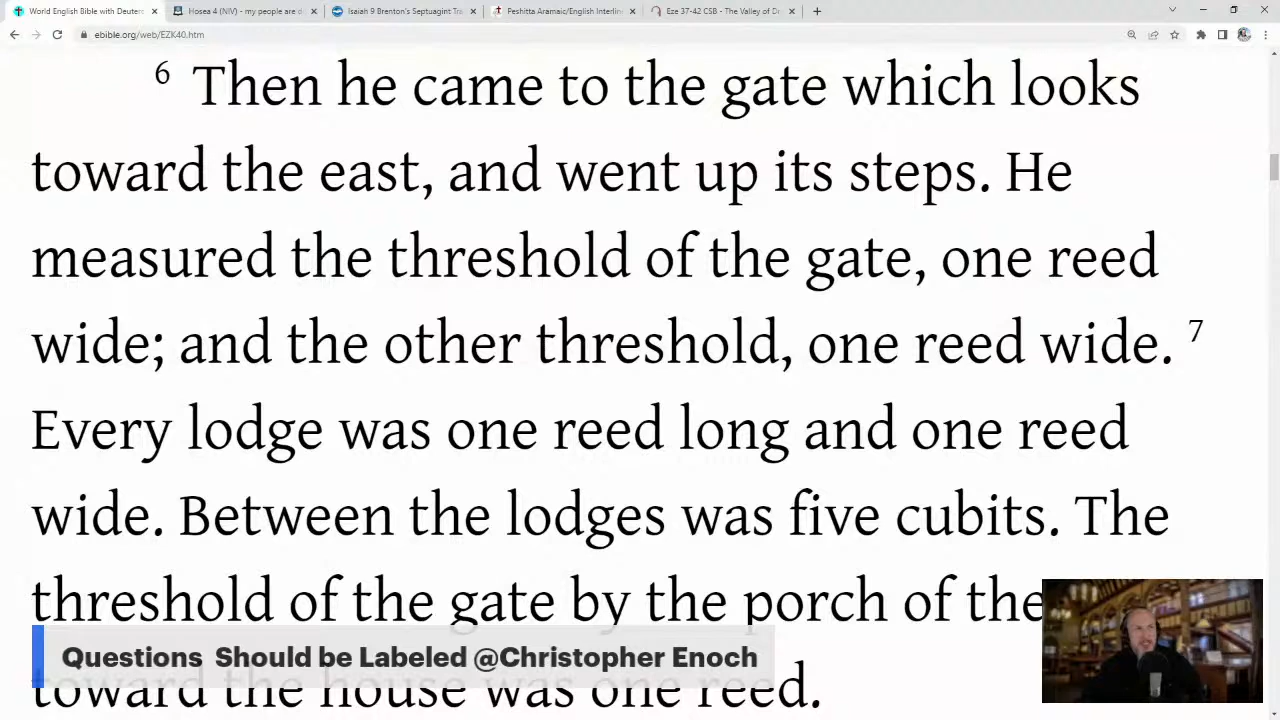 World English Bible with Deutero
Hosea 4 (NIV) - my people are d
Isaiah 9 Brenton's Septuagint Tra
Peshitta Aramaic/English Interline
Eze 37-42 CSB - The Valley of D
ebible.org/web/EZK40.htm
6 Then he came to the gate which looks
toward the east, and went up its steps. He
measured the threshold of the gate, one reed
wide; and the other threshold, one reed wide. 7
Every lodge was one reed long and one reed
wide. Between the lodges was five cubits. The
threshold of the gate by the porch of the
Questions Should be Labeled @Christopher Enoch
toward the house was one reed.